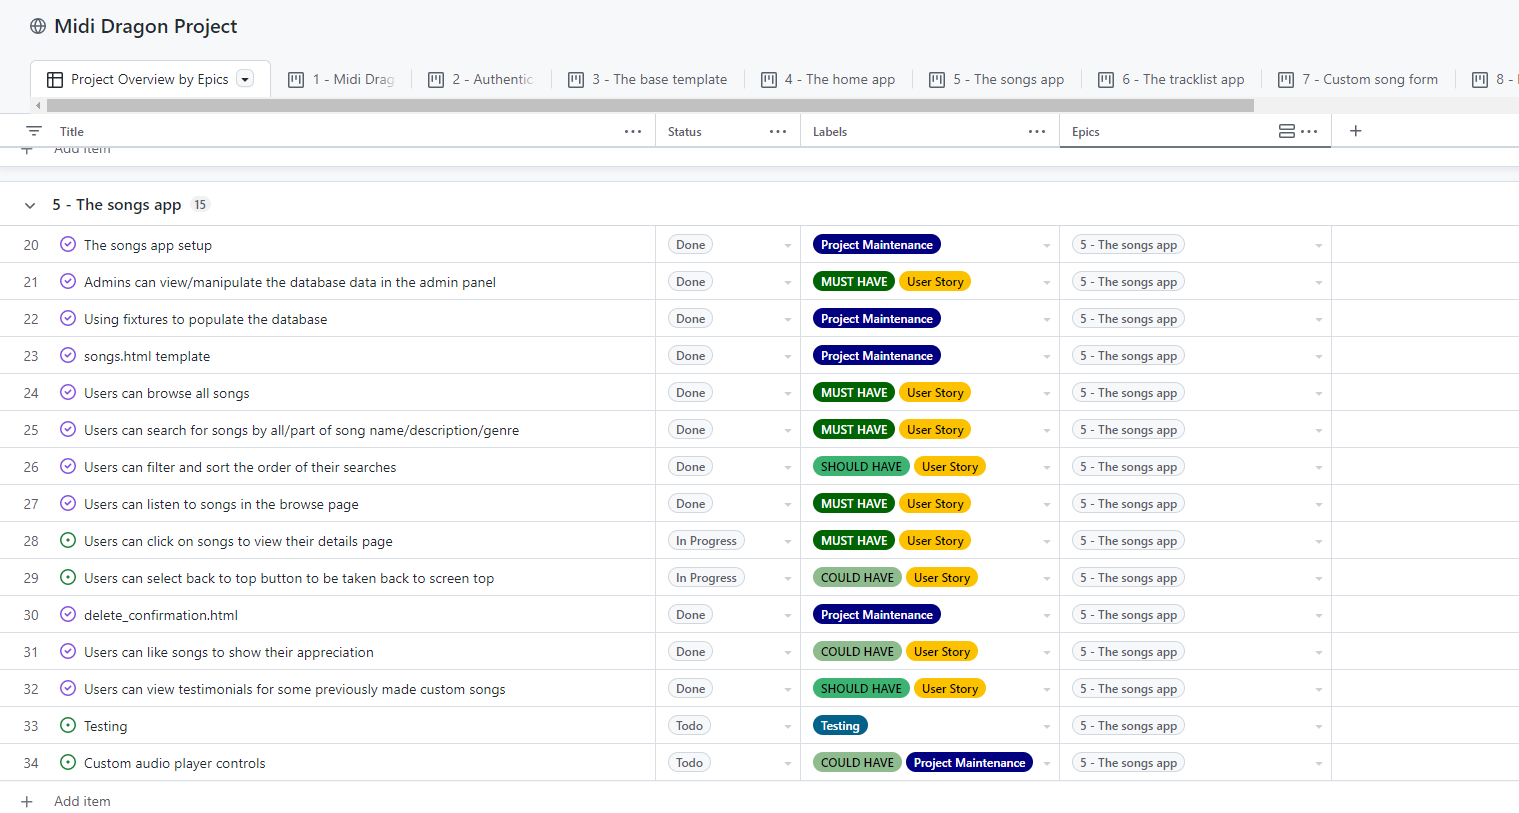 Midi Dragon Project
Project Overview by Epics 1 - Midi Drag 2 - Authentic 3 - The base template 4 - The home app 5 - The songs app 6 - The tracklist app 7 - Custom song form 8 -
Title Status Labels Epics
Add item
5 - The songs app 15
20 The songs app setup Done Project Maintenance 5 - The songs app
21 Admins can view/manipulate the database data in the admin panel Done MUST HAVE User Story 5 - The songs app
22 Using fixtures to populate the database Done Project Maintenance 5 - The songs app
23 songs.html template Done Project Maintenance 5 - The songs app
24 Users can browse all songs Done MUST HAVE User Story 5 - The songs app
25 Users can search for songs by all/part of song name/description/genre Done MUST HAVE User Story 5 - The songs app
26 Users can filter and sort the order of their searches Done SHOULD HAVE User Story 5 - The songs app
27 Users can listen to songs in the browse page Done MUST HAVE User Story 5 - The songs app
28 Users can click on songs to view their details page In Progress MUST HAVE User Story 5 - The songs app
29 Users can select back to top button to be taken back to screen top In Progress COULD HAVE User Story 5 - The songs app
30 delete_confirmation.html Done Project Maintenance 5 - The songs app
31 Users can like songs to show their appreciation Done COULD HAVE User Story 5 - The songs app
32 Users can view testimonials for some previously made custom songs Done SHOULD HAVE User Story 5 - The songs app
33 Testing Todo Testing 5 - The songs app
34 Custom audio player controls Todo COULD HAVE Project Maintenance 5 - The songs app
Add item